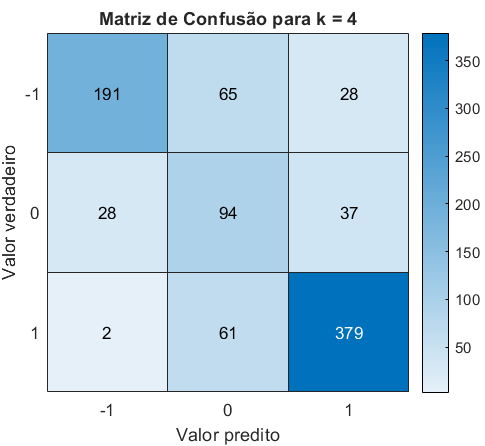 Matriz de Confusão para k = 4
-1 191 65 28
0 28 94 37
1 2 61 379
-1 0 1
Valor predito
Valor verdadeiro
350
300
250
200
150
100
50